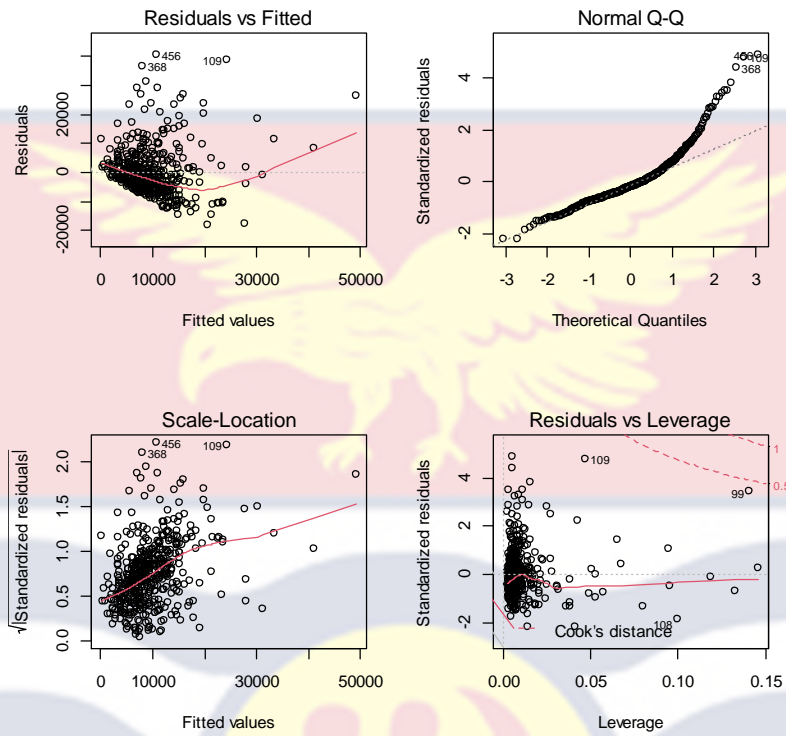 Residuals vs Fitted
Residuals
20000
0
-20000
456
368
109
0 10000 30000 50000
Fitted values
Normal Q-Q
Standardized residuals
4
2
0
-2
109
368
-3 -2 -1 0 1 2 3
Theoretical Quantiles
Scale-Location
√|Standardized residuals|
2.0
1.5
1.0
0.5
0.0
456
368
109
0 10000 30000 50000
Fitted values
Residuals vs Leverage
Standardized residuals
4
2
0
-2
109
99
108
1
0.5
Cook's distance
0.00 0.05 0.10 0.15
Leverage